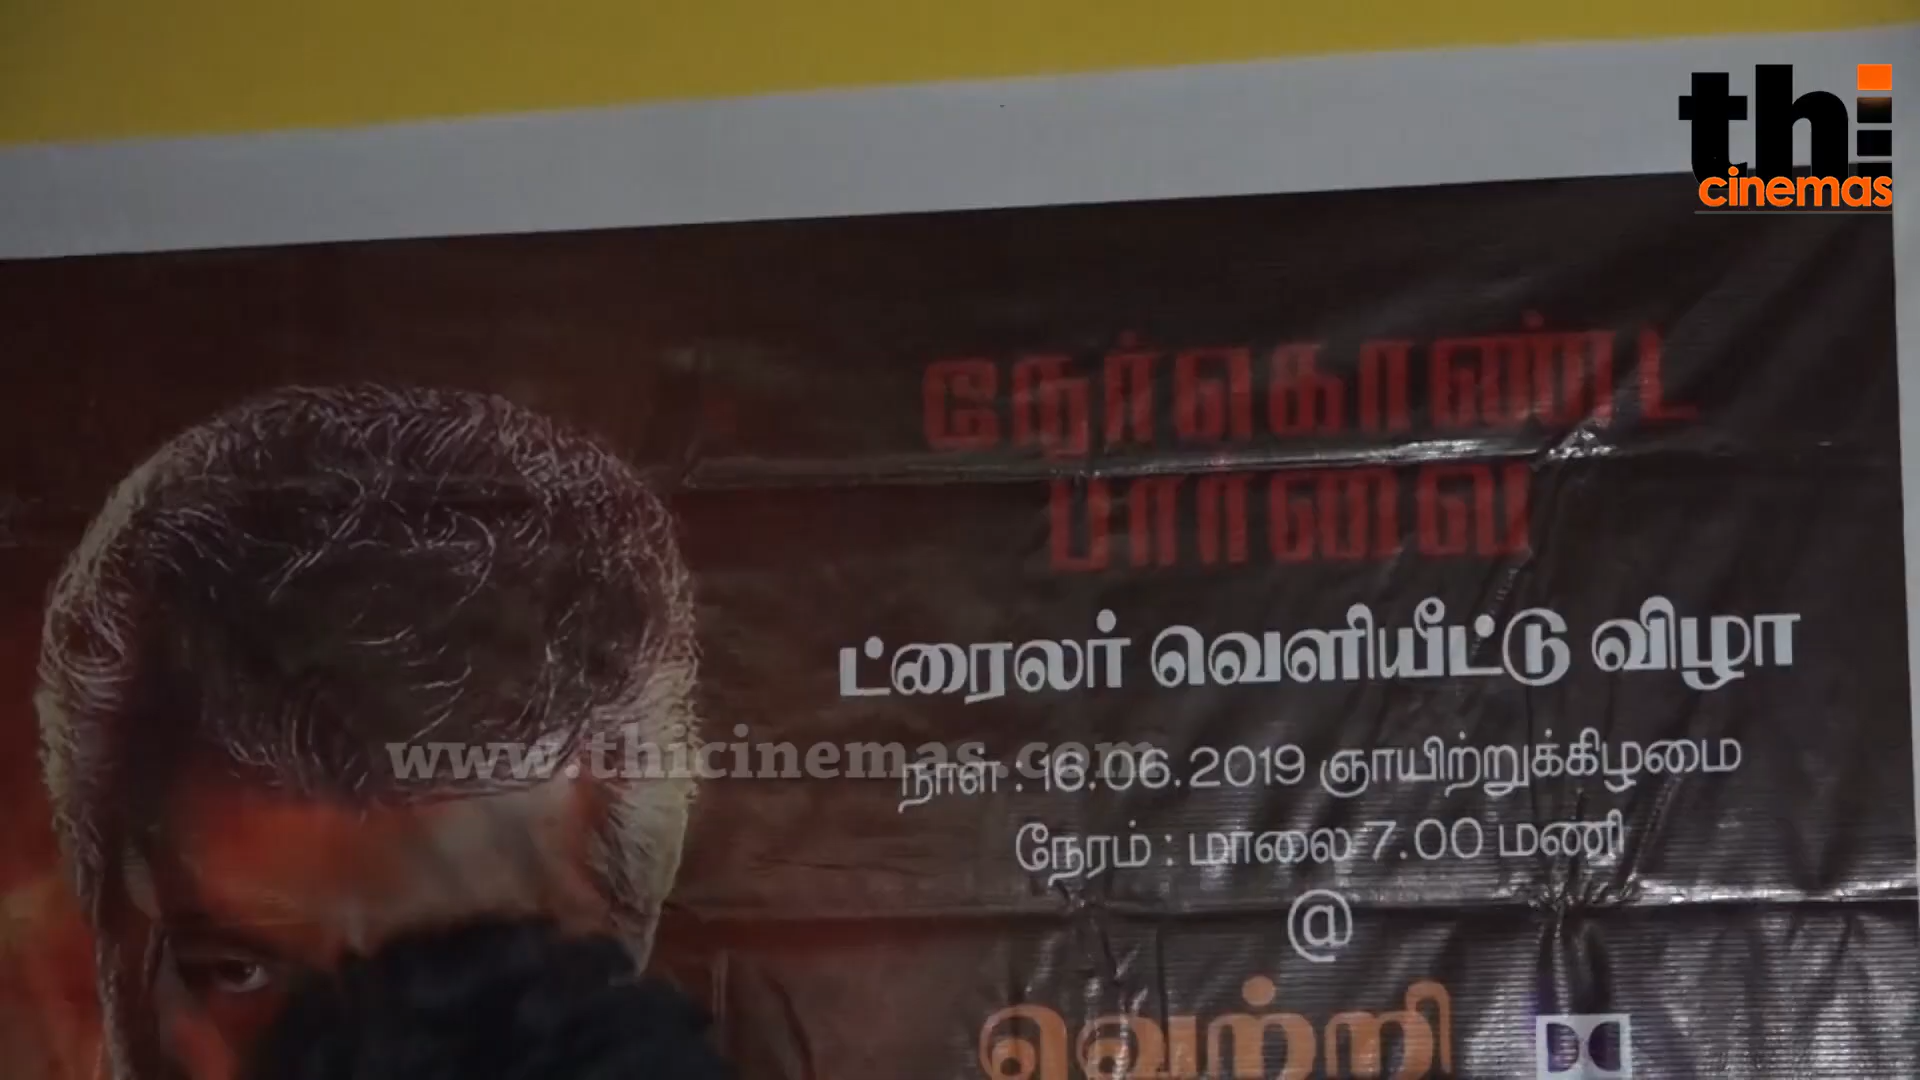 thi
cinemas
நேர்கொண்ட
பார்வை
ட்ரைலர் வெளியீட்டு விழா
www.thicinemas.com
நாள் : 16.06.2019 ஞாயிற்றுக்கிழமை
நேரம் : மாலை 7.00 மணி
@
வெற்றி